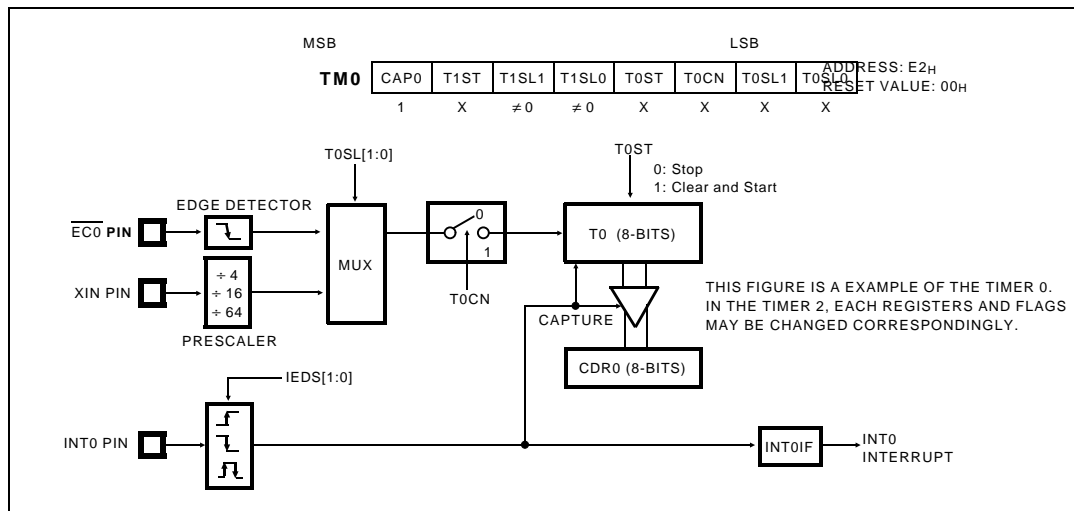 MSB LSB
TM0 CAP0 T1ST T1SL1 T1SL0 T0ST T0CN T0SL1 T0SL0
ADDRESS: E2H
RESET VALUE: 00H
1 X ≠0 ≠0 X X X X
T0SL[1:0]
T0ST
0: Stop
1: Clear and Start
EDGE DETECTOR
EC0 PIN
MUX
0
1
T0 (8-BITS)
XIN PIN
÷ 4
÷ 16
÷ 64
PRESCALER
T0CN
CAPTURE
THIS FIGURE IS A EXAMPLE OF THE TIMER 0.
IN THE TIMER 2, EACH REGISTERS AND FLAGS
MAY BE CHANGED CORRESPONDINGLY.
CDR0 (8-BITS)
IEDS[1:0]
INT0 PIN
INT0IF
INT0
INTERRUPT